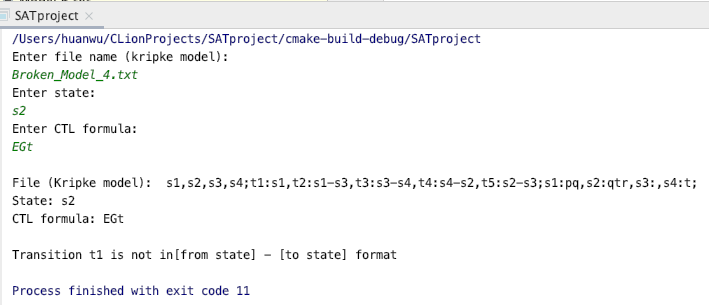 SATproject
/Users/huanwu/CLionProjects/SATproject/cmake-build-debug/SATproject
Enter file name (kripke model):
Broken_Model_4.txt
Enter state:
s2
Enter CTL formula:
EGt
File (Kripke model):  s1,s2,s3,s4;t1:s1,t2:s1-s3,t3:s3-s4,t4:s4-s2,t5:s2-s3;s1:pq,s2:qtr,s3:,s4:t;
State: s2
CTL formula: EGt
Transition t1 is not in[from state] - [to state] format
Process finished with exit code 11